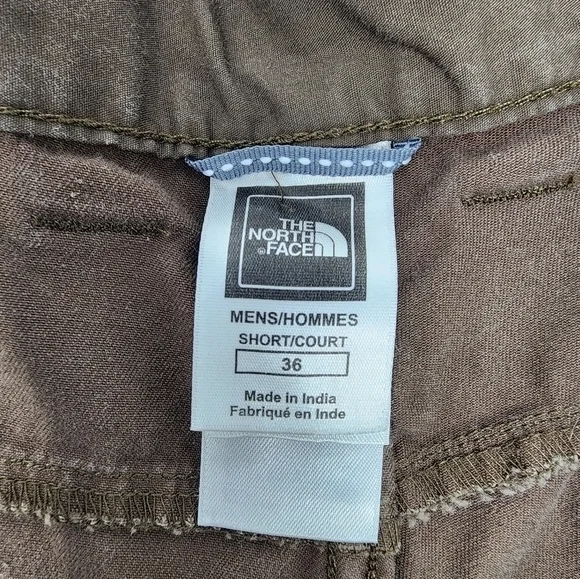 THE
NORTH
FACE
MENS/HOMMES
SHORT/COURT
36
Made in India
Fabriqué en Inde